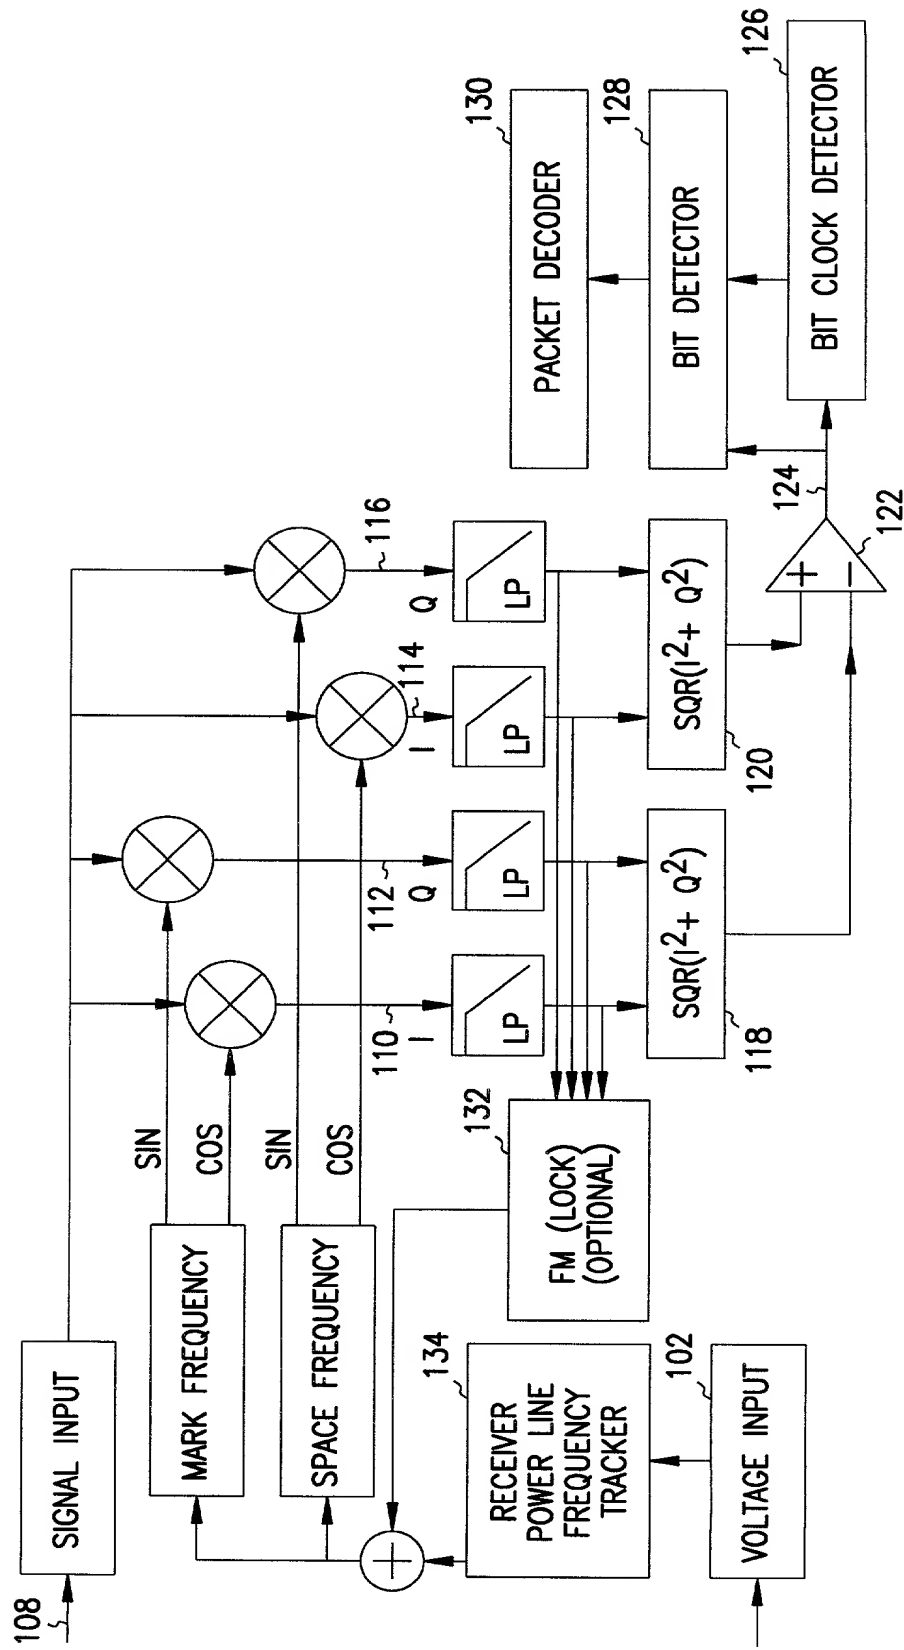 108
SIGNAL INPUT
MARK FREQUENCY
SIN
COS
SPACE FREQUENCY
SIN
COS
110
I
112
Q
114
I
116
Q
LP
LP
LP
LP
132
FM (LOCK)
(OPTIONAL)
134
RECEIVER
POWER LINE
FREQUENCY
TRACKER
102
VOLTAGE INPUT
SQR(I²+ Q²)
118
SQR(I²+ Q²)
120
+
−
122
124
126
BIT CLOCK DETECTOR
128
BIT DETECTOR
130
PACKET DECODER
+